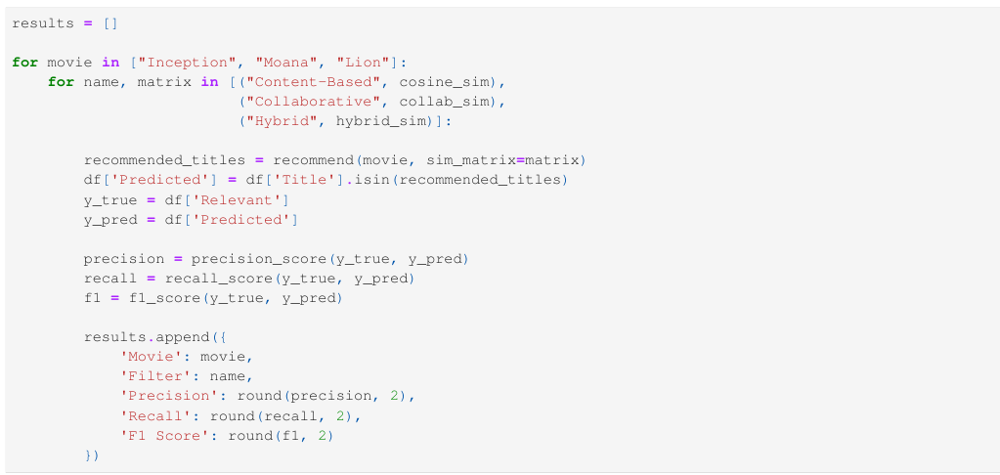 results = []
for movie in ["Inception", "Moana", "Lion"]:
    for name, matrix in [("Content-Based", cosine_sim),
                         ("Collaborative", collab_sim),
                         ("Hybrid", hybrid_sim)]:
        recommended_titles = recommend(movie, sim_matrix=matrix)
        df['Predicted'] = df['Title'].isin(recommended_titles)
        y_true = df['Relevant']
        y_pred = df['Predicted']
        precision = precision_score(y_true, y_pred)
        recall = recall_score(y_true, y_pred)
        f1 = f1_score(y_true, y_pred)
        results.append({
            'Movie': movie,
            'Filter': name,
            'Precision': round(precision, 2),
            'Recall': round(recall, 2),
            'F1 Score': round(f1, 2)
        })